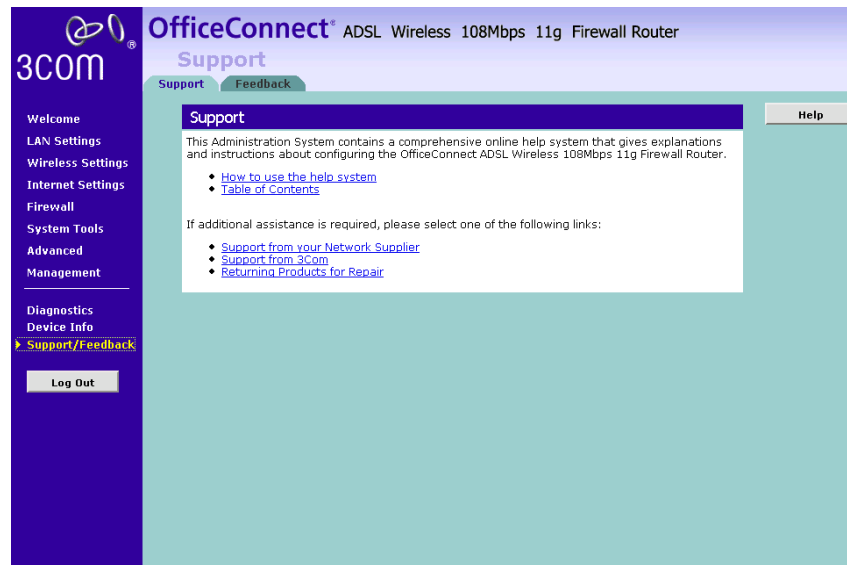 3COM®
OfficeConnect® ADSL Wireless 108Mbps 11g Firewall Router
Support
Support Feedback
Welcome
LAN Settings
Wireless Settings
Internet Settings
Firewall
System Tools
Advanced
Management
Diagnostics
Device Info
Support/Feedback
Log Out
Support
This Administration System contains a comprehensive online help system that gives explanations
and instructions about configuring the OfficeConnect ADSL Wireless 108Mbps 11g Firewall Router.
How to use the help system
Table of Contents
If additional assistance is required, please select one of the following links:
Support from your Network Supplier
Support from 3Com
Returning Products for Repair
Help